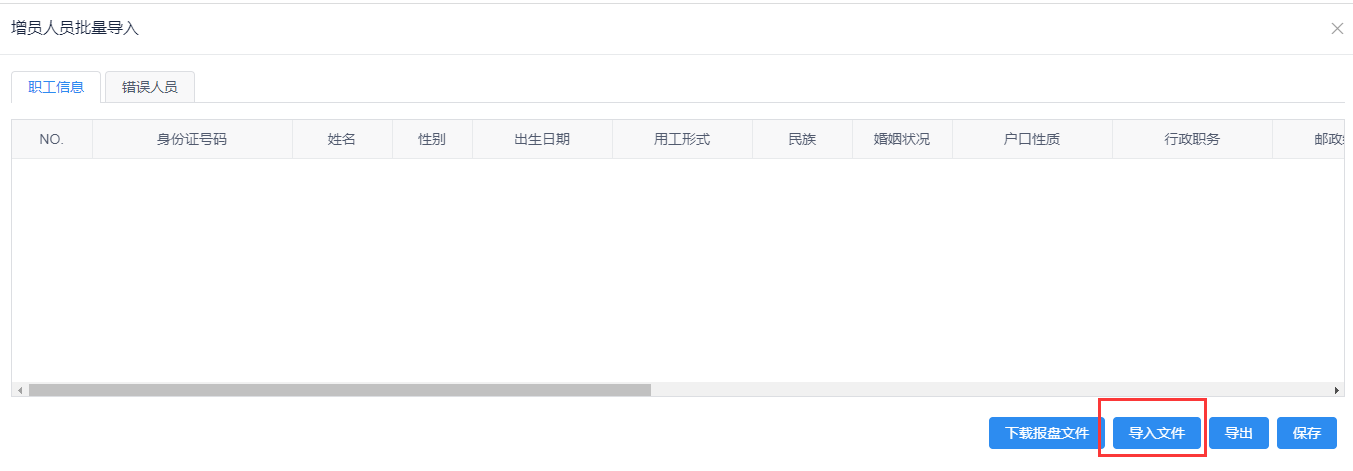 增员人员批量导入
职工信息 错误人员
NO. 身份证号码 姓名 性别 出生日期 用工形式 民族 婚姻状况 户口性质 行政职务 邮政
下载报盘文件 导入文件 导出 保存